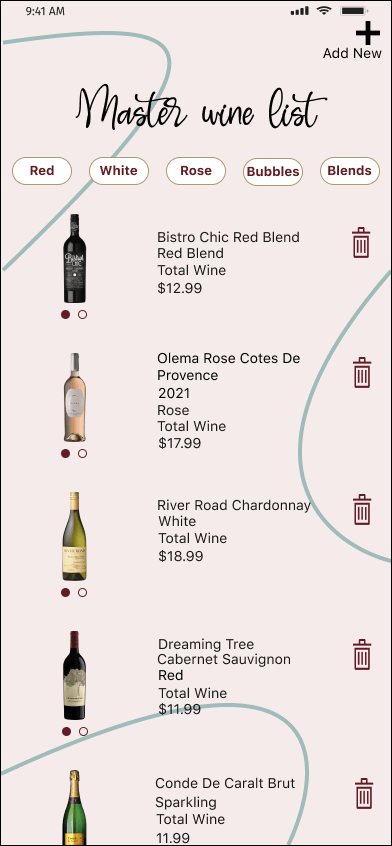 9:41 AM
Add New
Master wine list
Red
White
Rose
Bubbles
Blends
Bistro Chic Red Blend
Red Blend
Total Wine
$12.99
Olema Rose Cotes De
Provence
2021
Rose
Total Wine
$17.99
River Road Chardonnay
White
Total Wine
$18.99
Dreaming Tree
Cabernet Sauvignon
Red
Total Wine
$11.99
Conde De Caralt Brut
Sparkling
Total Wine
11.99